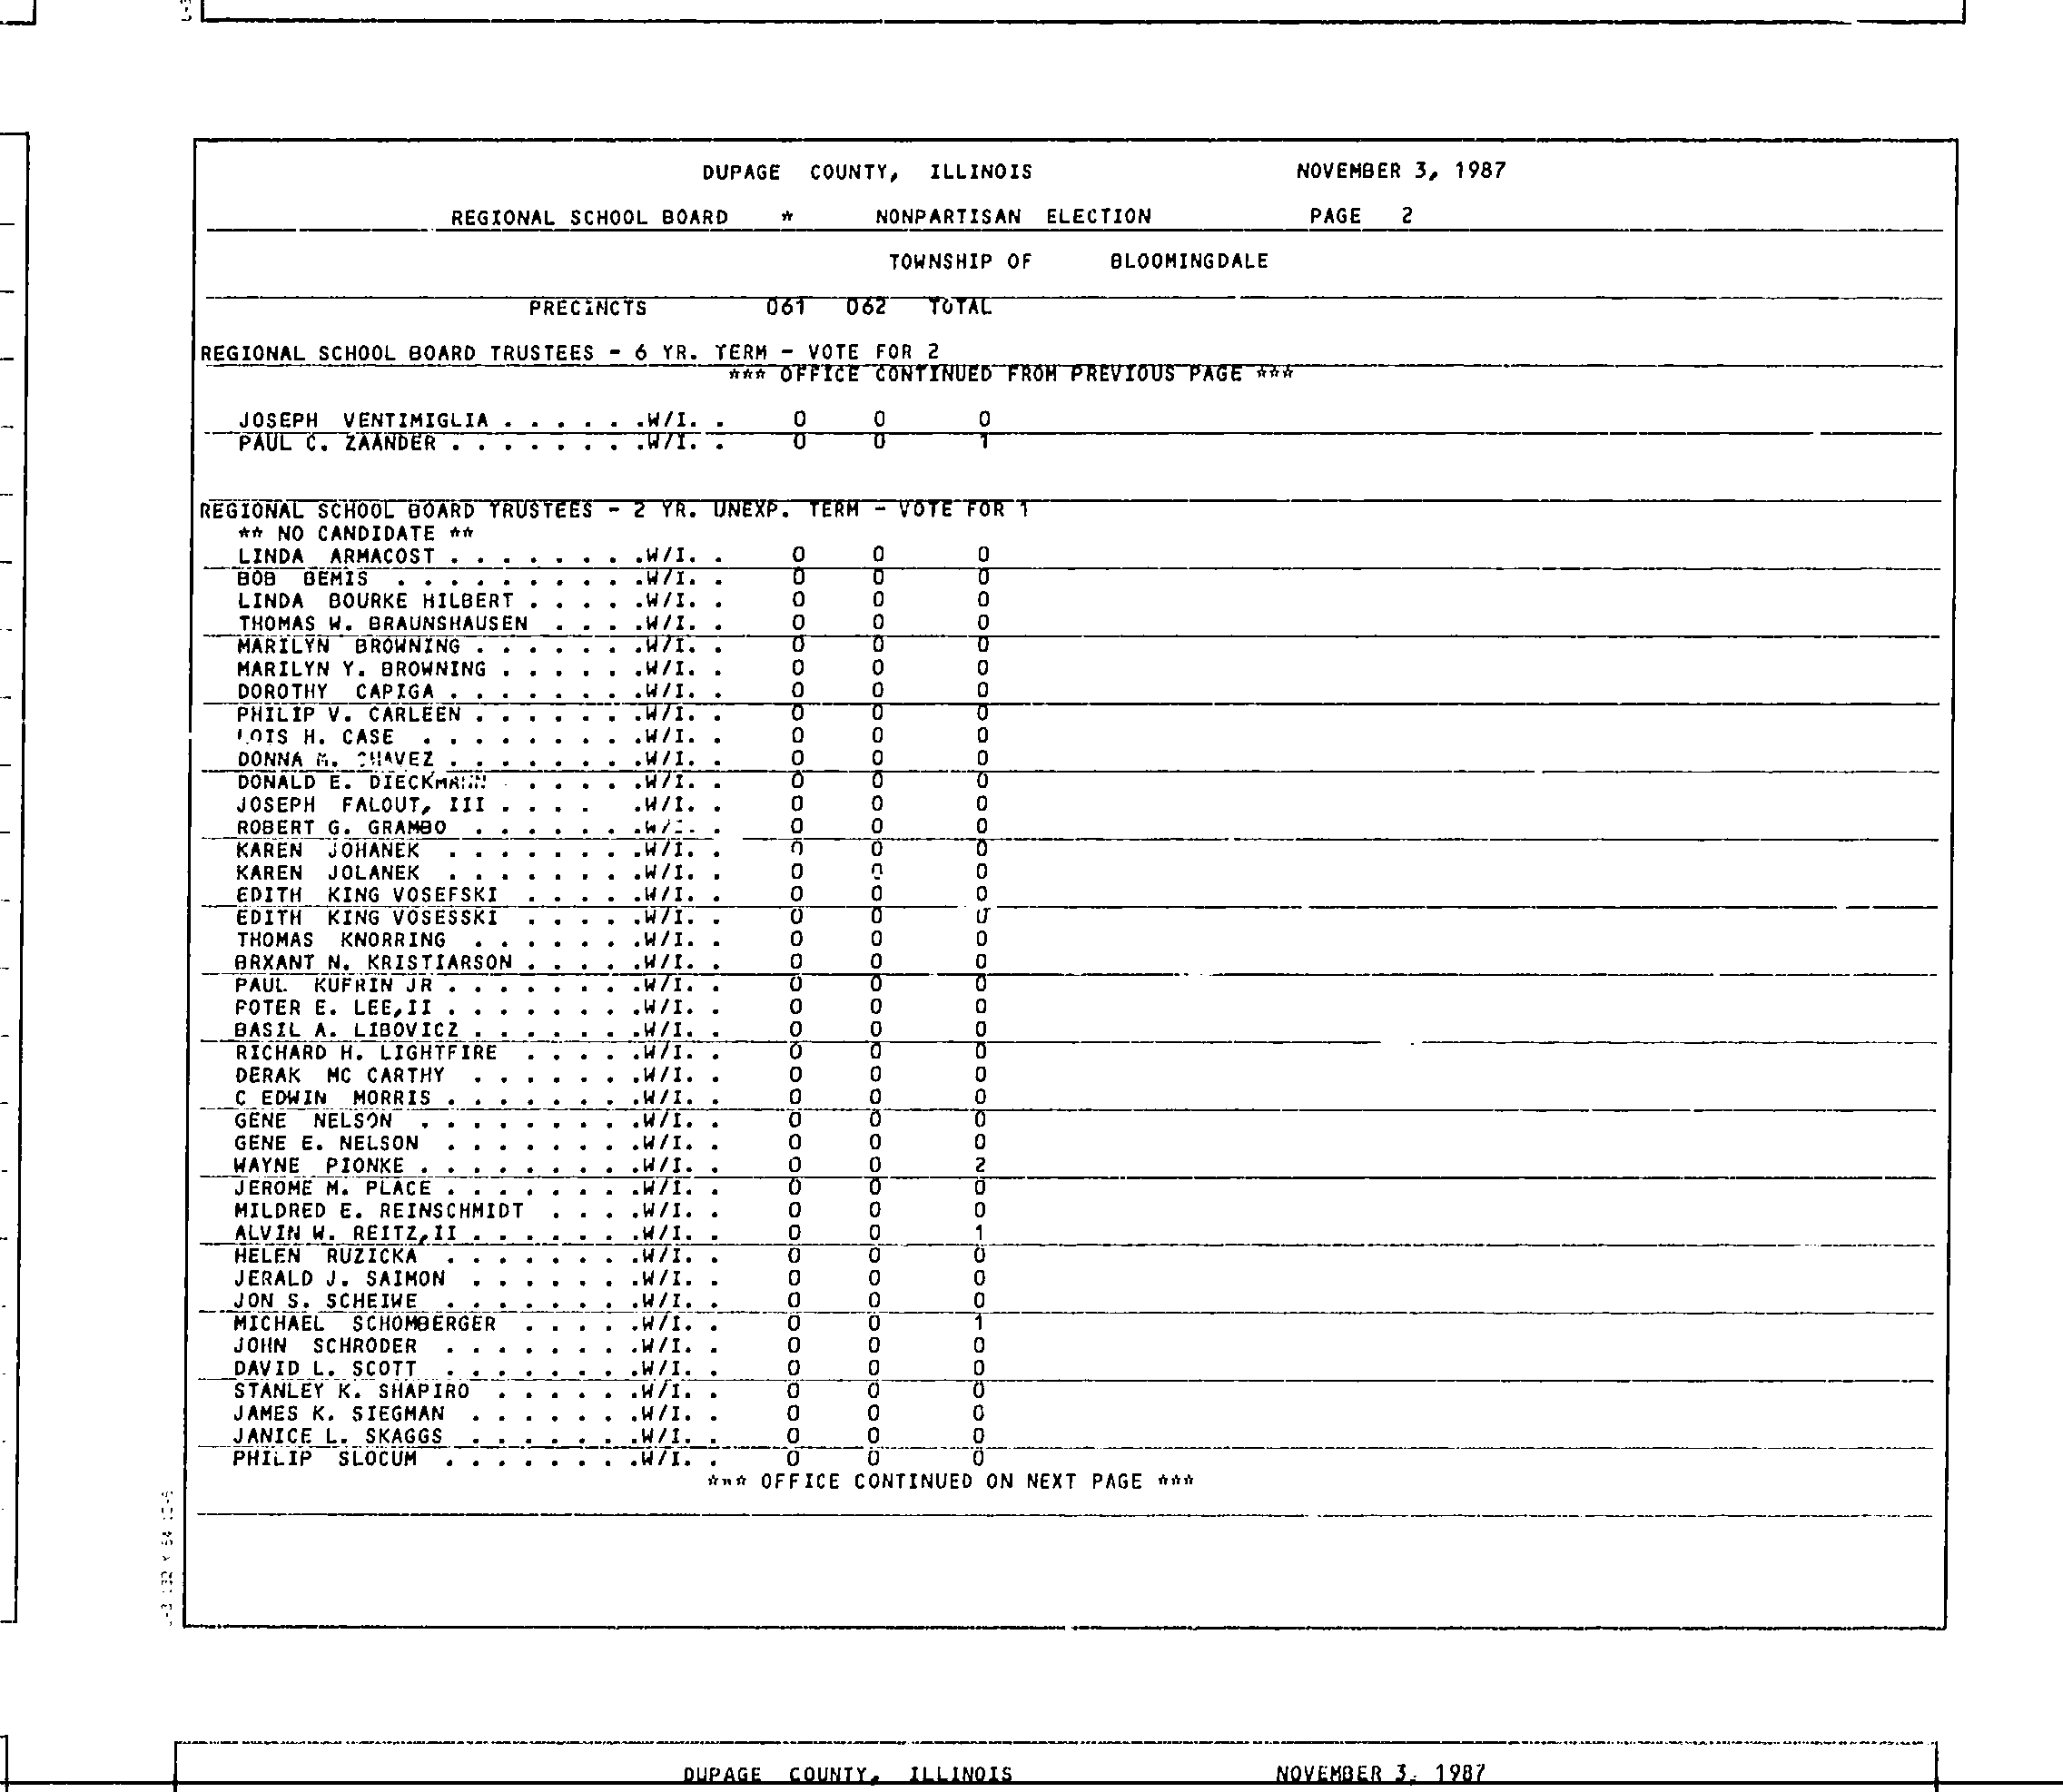 DUPAGE COUNTY, ILLINOIS NOVEMBER 3, 1987
REGIONAL SCHOOL BOARD * NONPARTISAN ELECTION PAGE 2
TOWNSHIP OF BLOOMINGDALE
PRECINCTS 061 062 TOTAL
REGIONAL SCHOOL BOARD TRUSTEES - 6 YR. TERM - VOTE FOR 2
*** OFFICE CONTINUED FROM PREVIOUS PAGE ***
JOSEPH VENTIMIGLIA . . . . . .W/I. . 0 0 0
PAUL C. ZAANDER . . . . . . . .W/I. . 0 0 1
REGIONAL SCHOOL BOARD TRUSTEES - 2 YR. UNEXP. TERM - VOTE FOR 1
** NO CANDIDATE **
LINDA ARMACOST . . . . . . . .W/I. . 0 0 0
BOB BEMIS . . . . . . . . . .W/I. . 0 0 0
LINDA BOURKE HILBERT . . . . .W/I. . 0 0 0
THOMAS W. BRAUNSHAUSEN . . . .W/I. . 0 0 0
MARILYN BROWNING . . . . . . .W/I. . 0 0 0
MARILYN Y. BROWNING . . . . . .W/I. . 0 0 0
DOROTHY CAPIGA . . . . . . . .W/I. . 0 0 0
PHILIP V. CARLEEN . . . . . . .W/I. . 0 0 0
LOIS H. CASE . . . . . . . . .W/I. . 0 0 0
DONNA M. CHAVEZ . . . . . . . .W/I. . 0 0 0
DONALD E. DIECKMANN . . . . . .W/I. . 0 0 0
JOSEPH FALOUT, III . . . . .W/I. . 0 0 0
ROBERT G. GRAMBO . . . . . . .W/I. . 0 0 0
KAREN JOHANEK . . . . . . . .W/I. . 0 0 0
KAREN JOLANEK . . . . . . . .W/I. . 0 0 0
EDITH KING VOSEFSKI . . . . .W/I. . 0 0 0
EDITH KING VOSESSKI . . . . .W/I. . 0 0 0
THOMAS KNORRING . . . . . . .W/I. . 0 0 0
BRXANT N. KRISTIARSON . . . . .W/I. . 0 0 0
PAUL KUFRIN JR . . . . . . . .W/I. . 0 0 0
POTER E. LEE,II . . . . . . . .W/I. . 0 0 0
BASIL A. LIBOVICZ . . . . . . .W/I. . 0 0 0
RICHARD H. LIGHTFIRE . . . . .W/I. . 0 0 0
DERAK MC CARTHY . . . . . . .W/I. . 0 0 0
C EDWIN MORRIS . . . . . . . .W/I. . 0 0 0
GENE NELSON . . . . . . . . .W/I. . 0 0 0
GENE E. NELSON . . . . . . . .W/I. . 0 0 0
WAYNE PIONKE . . . . . . . . .W/I. . 0 0 2
JEROME M. PLACE . . . . . . . .W/I. . 0 0 0
MILDRED E. REINSCHMIDT . . . .W/I. . 0 0 0
ALVIN W. REITZ,II . . . . . . .W/I. . 0 0 1
HELEN RUZICKA . . . . . . . .W/I. . 0 0 0
JERALD J. SAIMON . . . . . . .W/I. . 0 0 0
JON S. SCHEIWE . . . . . . . .W/I. . 0 0 0
MICHAEL SCHOMBERGER . . . . .W/I. . 0 0 1
JOHN SCHRODER . . . . . . . .W/I. . 0 0 0
DAVID L. SCOTT . . . . . . . .W/I. . 0 0 0
STANLEY K. SHAPIRO . . . . . .W/I. . 0 0 0
JAMES K. SIEGMAN . . . . . . .W/I. . 0 0 0
JANICE L. SKAGGS . . . . . . .W/I. . 0 0 0
PHILIP SLOCUM . . . . . . . .W/I. . 0 0 0
*** OFFICE CONTINUED ON NEXT PAGE ***
DUPAGE COUNTY, ILLINOIS NOVEMBER 3, 1987